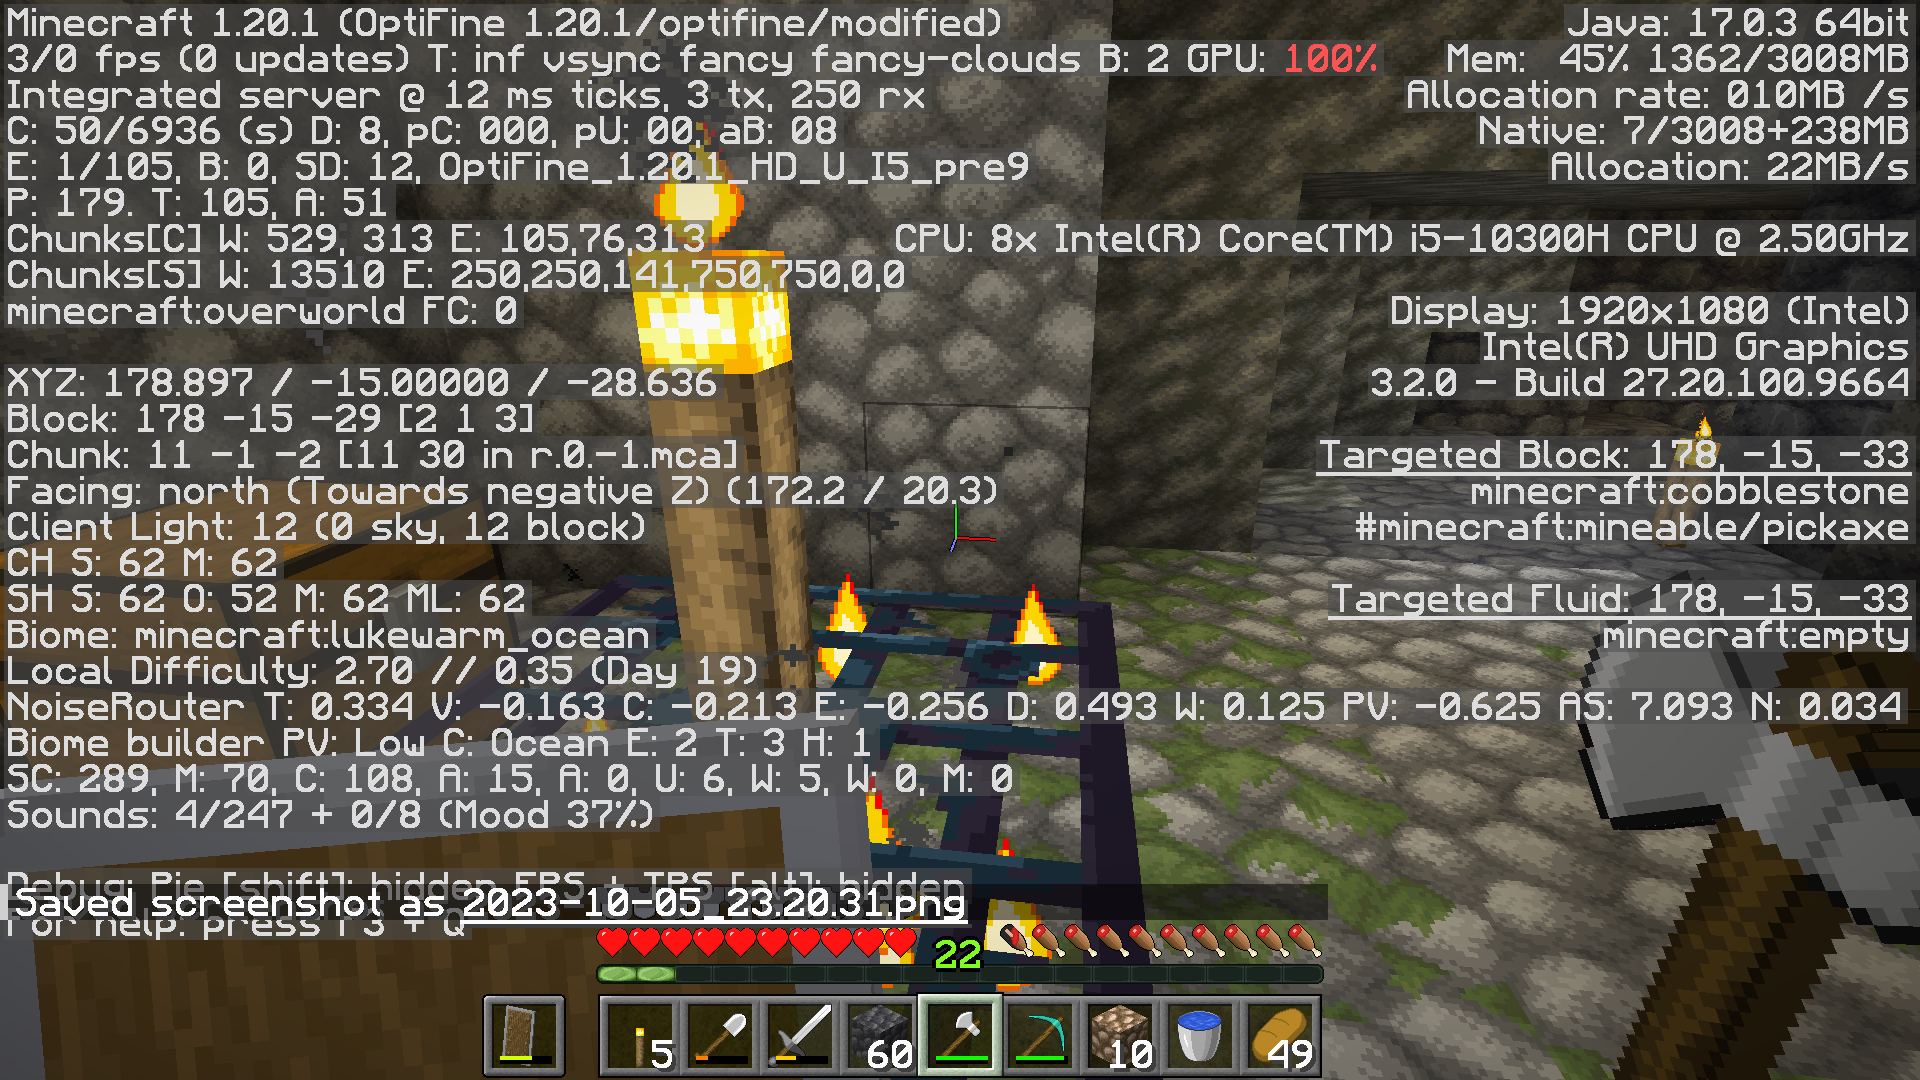 Minecraft 1.20.1 (OptiFine 1.20.1/optifine/modified)
3/0 fps (0 updates) T: inf vsync fancy fancy-clouds B: 2 GPU: 100%
Integrated server @ 12 ms ticks, 3 tx, 250 rx
C: 50/6936 (s) D: 8, pC: 000, pU: 00, aB: 08
E: 1/105, B: 0, SD: 12, OptiFine_1.20.1_HD_U_I5_pre9
P: 179. T: 105, A: 51
Chunks[C] W: 529, 313 E: 105,76,313
Chunks[S] W: 13510 E: 250,250,141,750,750,0,0
minecraft:overworld FC: 0
XYZ: 178.897 / -15.00000 / -28.636
Block: 178 -15 -29 [2 1 3]
Chunk: 11 -1 -2 [11 30 in r.0.-1.mca]
Facing: north (Towards negative Z) (172.2 / 20.3)
Client Light: 12 (0 sky, 12 block)
CH S: 62 M: 62
SH S: 62 O: 52 M: 62 ML: 62
Biome: minecraft:lukewarm_ocean
Local Difficulty: 2.70 // 0.35 (Day 19)
NoiseRouter T: 0.334 V: -0.163 C: -0.213 E: -0.256 D: 0.493 W: 0.125 PV: -0.625 AS: 7.093 N: 0.034
Biome builder PV: Low C: Ocean E: 2 T: 3 H: 1
SC: 289, M: 70, C: 108, A: 15, A: 0, U: 6, W: 5, W: 0, M: 0
Sounds: 4/247 + 0/8 (Mood 37%)
Debug: Pie [shift]: hidden FPS + TPS [alt]: hidden
Saved screenshot as 2023-10-05_23.20.31.png
For help: press F3 + Q
Java: 17.0.3 64bit
Mem: 45% 1362/3008MB
Allocation rate: 010MB /s
Native: 7/3008+238MB
Allocation: 22MB/s
CPU: 8x Intel(R) Core(TM) i5-10300H CPU @ 2.50GHz
Display: 1920x1080 (Intel)
Intel(R) UHD Graphics
3.2.0 - Build 27.20.100.9664
Targeted Block: 178, -15, -33
minecraft:cobblestone
#minecraft:mineable/pickaxe
Targeted Fluid: 178, -15, -33
minecraft:empty
22
5 60 10 49